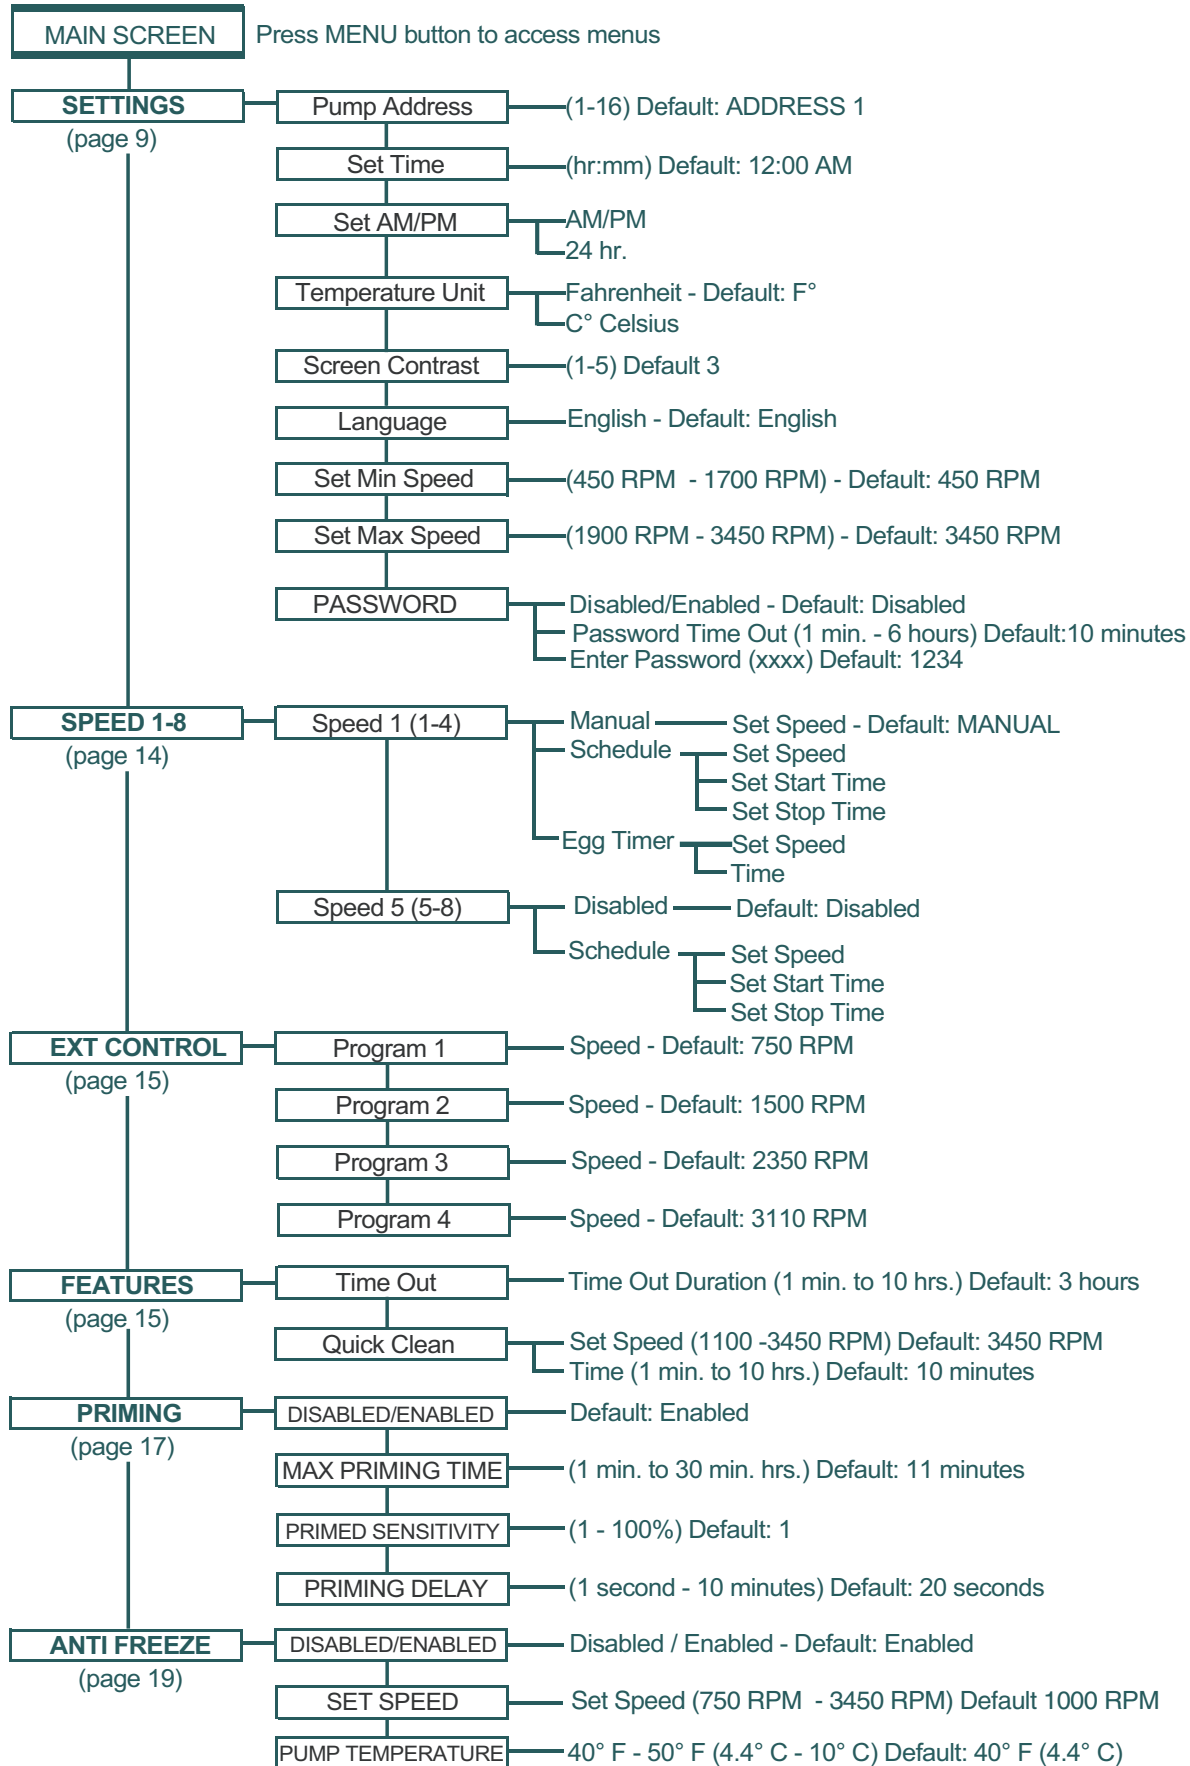 MAIN SCREEN Press MENU button to access menus
SETTINGS Pump Address (1-16) Default: ADDRESS 1
(page 9)
Set Time (hr:mm) Default: 12:00 AM
Set AM/PM AM/PM
24 hr.
Temperature Unit Fahrenheit - Default: F°
C° Celsius
Screen Contrast (1-5) Default 3
Language English - Default: English
Set Min Speed (450 RPM - 1700 RPM) - Default: 450 RPM
Set Max Speed (1900 RPM - 3450 RPM) - Default: 3450 RPM
PASSWORD Disabled/Enabled - Default: Disabled
Password Time Out (1 min. - 6 hours) Default:10 minutes
Enter Password (xxxx) Default: 1234
SPEED 1-8 Speed 1 (1-4) Manual Set Speed - Default: MANUAL
(page 14) Schedule Set Speed
Set Start Time
Set Stop Time
Egg Timer Set Speed
Time
Speed 5 (5-8) Disabled Default: Disabled
Schedule Set Speed
Set Start Time
Set Stop Time
EXT CONTROL Program 1 Speed - Default: 750 RPM
(page 15)
Program 2 Speed - Default: 1500 RPM
Program 3 Speed - Default: 2350 RPM
Program 4 Speed - Default: 3110 RPM
FEATURES Time Out Time Out Duration (1 min. to 10 hrs.) Default: 3 hours
(page 15)
Quick Clean Set Speed (1100 -3450 RPM) Default: 3450 RPM
Time (1 min. to 10 hrs.) Default: 10 minutes
PRIMING DISABLED/ENABLED Default: Enabled
(page 17)
MAX PRIMING TIME (1 min. to 30 min. hrs.) Default: 11 minutes
PRIMED SENSITIVITY (1 - 100%) Default: 1
PRIMING DELAY (1 second - 10 minutes) Default: 20 seconds
ANTI FREEZE DISABLED/ENABLED Disabled / Enabled - Default: Enabled
(page 19)
SET SPEED Set Speed (750 RPM - 3450 RPM) Default 1000 RPM
PUMP TEMPERATURE 40° F - 50° F (4.4° C - 10° C) Default: 40° F (4.4° C)